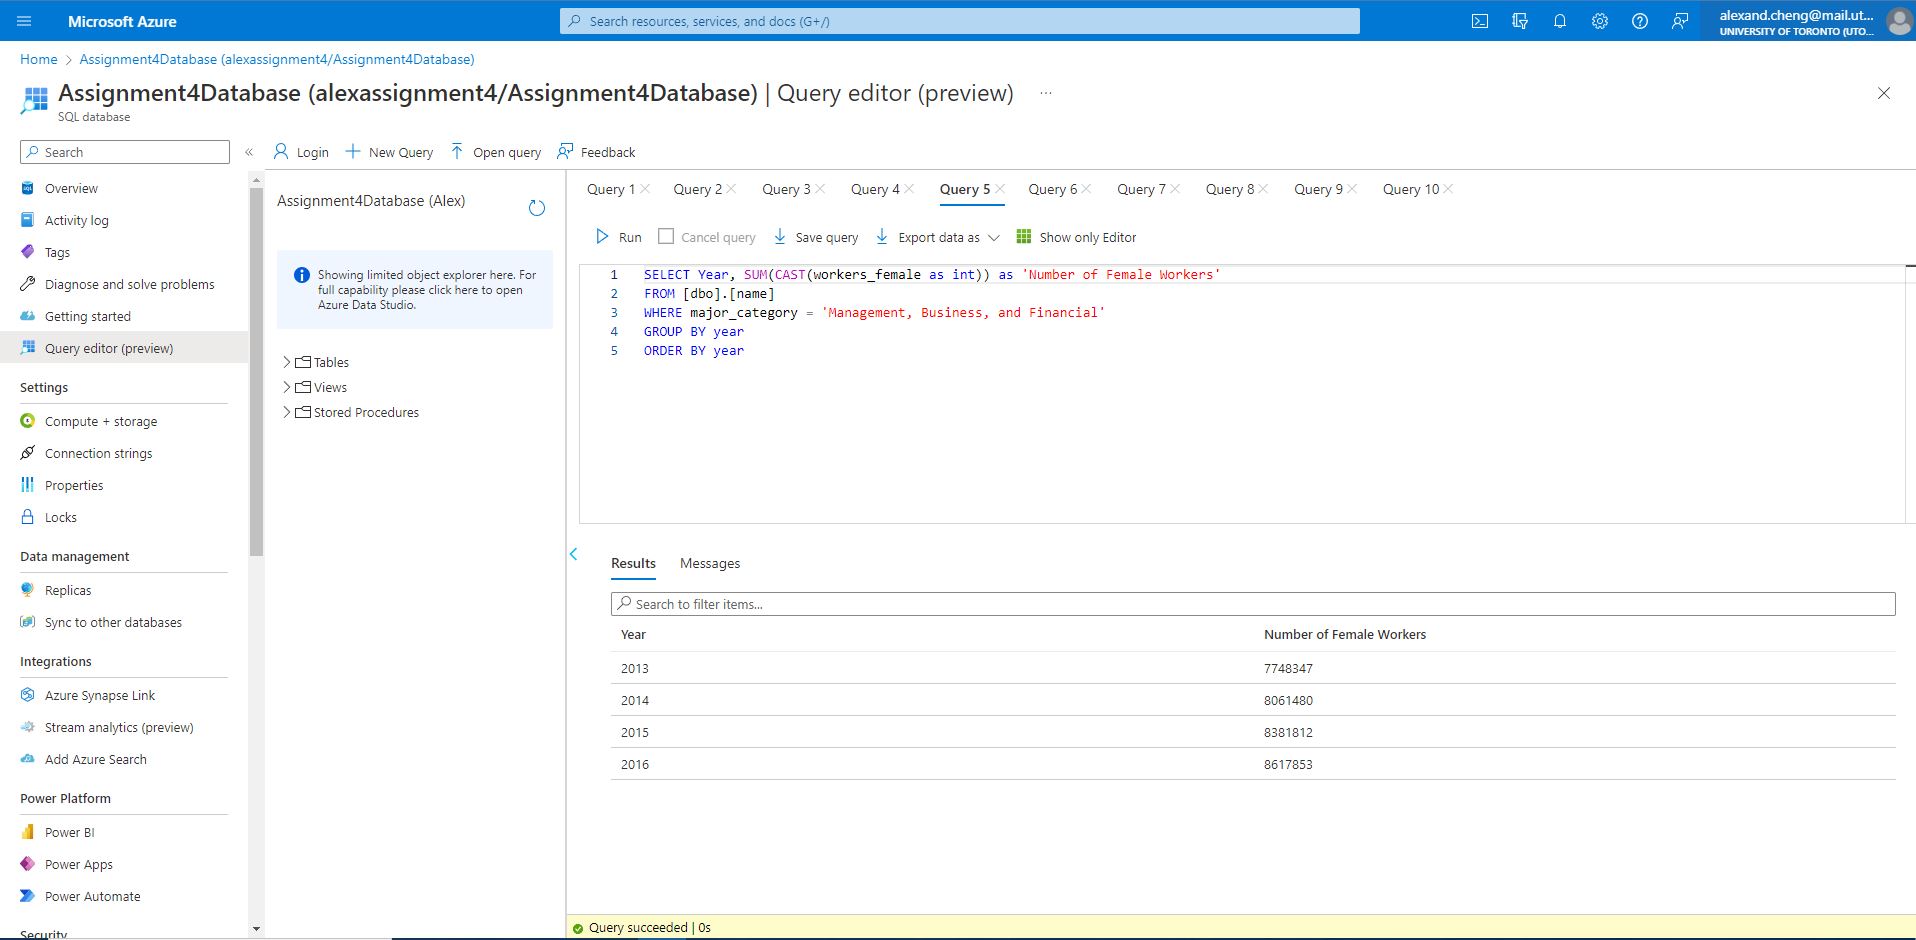 Microsoft Azure
Search resources, services, and docs (G+/)
alexand.cheng@mail.ut...
UNIVERSITY OF TORONTO (UTO...
Home > Assignment4Database (alexassignment4/Assignment4Database)
Assignment4Database (alexassignment4/Assignment4Database) | Query editor (preview) ...
SQL database
Search
«
Overview
Activity log
Tags
Diagnose and solve problems
Getting started
Query editor (preview)
Settings
Compute + storage
Connection strings
Properties
Locks
Data management
Replicas
Sync to other databases
Integrations
Azure Synapse Link
Stream analytics (preview)
Add Azure Search
Power Platform
Power BI
Power Apps
Power Automate
Security
Login New Query Open query Feedback
Assignment4Database (Alex)
Showing limited object explorer here. For
full capability please click here to open
Azure Data Studio.
Tables
Views
Stored Procedures
Query 1 Query 2 Query 3 Query 4 Query 5 Query 6 Query 7 Query 8 Query 9 Query 10
Run Cancel query Save query Export data as Show only Editor
1 SELECT Year, SUM(CAST(workers_female as int)) as 'Number of Female Workers'
2 FROM [dbo].[name]
3 WHERE major_category = 'Management, Business, and Financial'
4 GROUP BY year
5 ORDER BY year
Results Messages
Search to filter items...
Year Number of Female Workers
2013 7748347
2014 8061480
2015 8381812
2016 8617853
Query succeeded | 0s